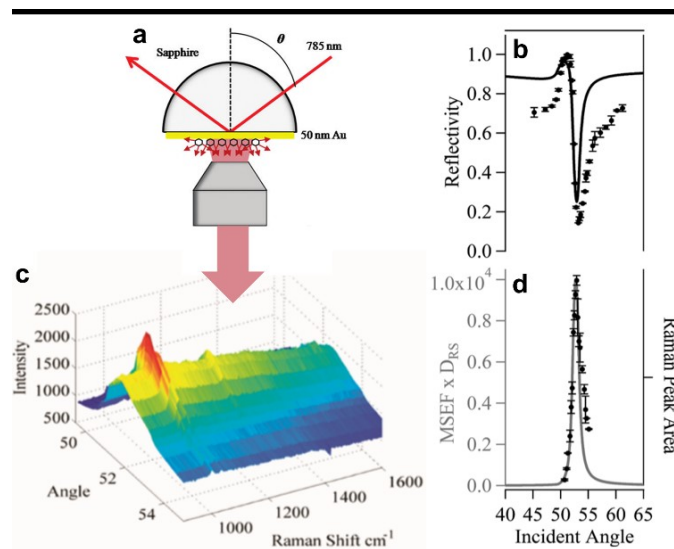 a
θ
785 nm
Sapphire
50 nm Au
b
1.0
0.8
0.6
0.4
0.2
0.0
Reflectivity
c
2500
2000
1500
1000
500
Intensity
50
52
54
Angle
1000
1200
1400
1600
Raman Shift cm-1
d
1.0x10⁴
0.8
0.6
0.4
0.2
0.0
MSEF x D_RS
Raman Peak Area
40 45 50 55 60 65
Incident Angle